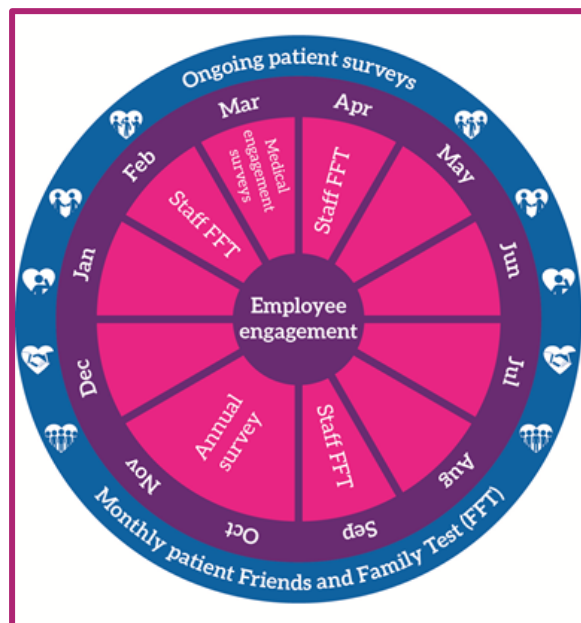 Ongoing patient surveys
Jan
Feb
Mar
Apr
May
Jun
Jul
Aug
Sep
Oct
Nov
Dec
Staff FFT
Medical
engagement
surveys
Staff FFT
Employee
engagement
Annual
survey
Staff FFT
Monthly patient Friends and Family Test (FFT)